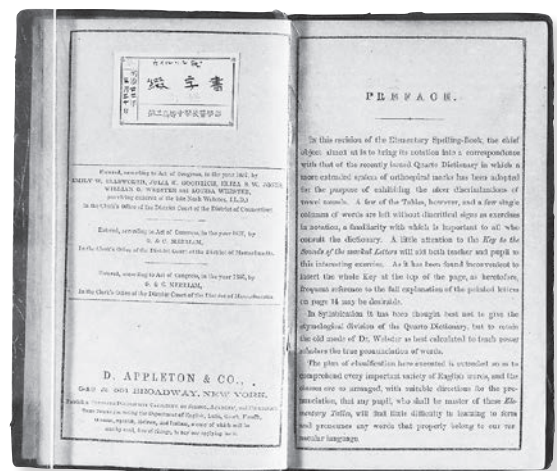 綴字書
Entered, according to Act of Congress, in the year 1857, by
EMILY W. ELLSWORTH, JULIA W. GOODRICH, ELIZA S. W. JONES,
WILLIAM G. WEBSTER and LOUISA WEBSTER,
(surviving children of the late Noah Webster, LL.D.)
In the Clerk's Office of the District Court of the District of Connecticut.
Entered, according to Act of Congress, in the year 1857, by
G. & C. MERRIAM,
In the Clerk's Office of the District Court of the District of Massachusetts.
Entered, according to Act of Congress, in the year 1866, by
G. & C. MERRIAM,
In the Clerk's Office of the District Court of the District of Massachusetts.
D. APPLETON & CO.,
BROADWAY, NEW YORK,
PREFACE.
In this revision of the Elementary Spelling-Book, the chief
object aimed at is to bring its notation into a correspondence
with that of the recently issued Quarto Dictionary in which a
more extended system of orthoepical marks has been adopted
for the purpose of exhibiting the nicer discriminations of
vowel sounds. A few of the Tables, however, and a few single
columns of words are left without diacritical signs as exercises
in notation, a familiarity with which is important to all who
consult the dictionary. A little attention to the Key to the
Sounds of the marked Letters will aid both teacher and pupil in
this interesting exercise. As it has been found inconvenient to
insert the whole Key at the top of the page, as heretofore,
frequent reference to the full explanation of the pointed letters
on page 14 may be desirable.
In Syllabication it has been thought best not to give the
etymological division of the Quarto Dictionary, but to retain
the old mode of Dr. Webster as best calculated to teach young
scholars the true pronunciation of words.
The plan of classification here executed is extended so as to
comprehend every important variety of English words, and the
classes are so arranged, with suitable directions for the pro-
nunciation, that any pupil, who shall be master of these Ele-
mentary Tables, will find little difficulty in learning to form
and pronounce any words that properly belong to our ver-
nacular language.